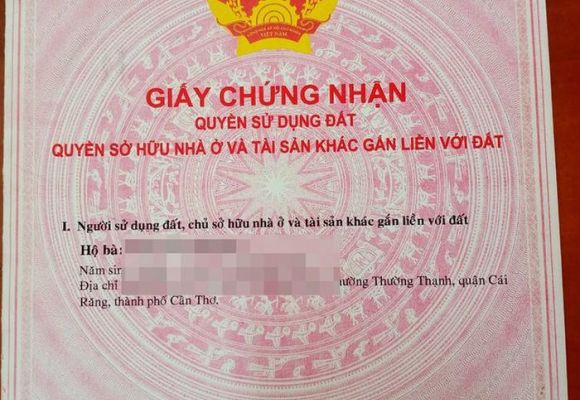 VIỆT NAM
GIẤY CHỨNG NHẬN
QUYỀN SỬ DỤNG ĐẤT
QUYỀN SỞ HỮU NHÀ Ở VÀ TÀI SẢN KHÁC GẮN LIỀN VỚI ĐẤT
I. Người sử dụng đất, chủ sở hữu nhà ở và tài sản khác gắn liền với đất
Hộ bà:
Năm sin
Địa chỉ hường Thường Thạnh, quận Cái
Răng, thành phố Cần Thơ.